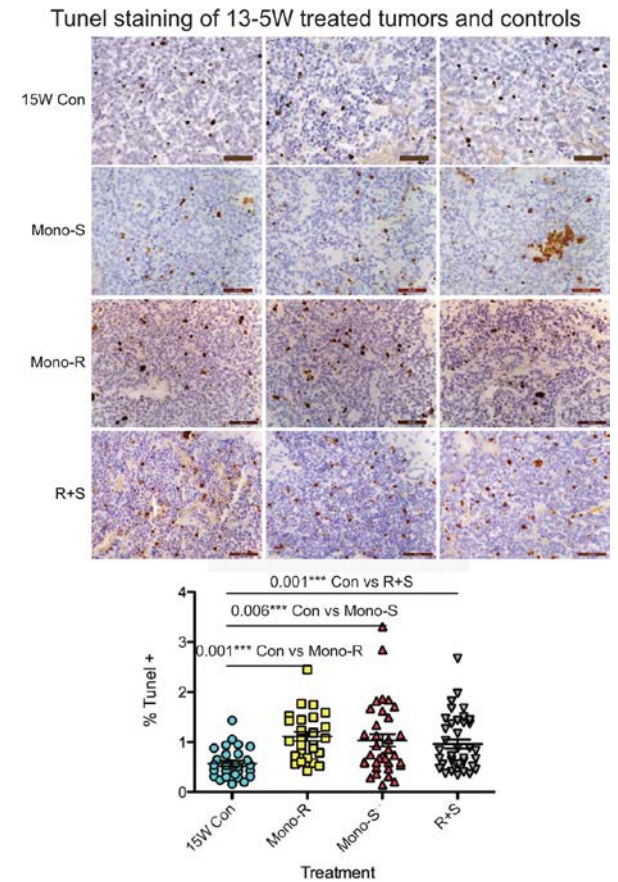 Tunel staining of 13-5W treated tumors and controls
15W Con
Mono-S
Mono-R
R+S
0.001*** Con vs R+S
0.006*** Con vs Mono-S
0.001*** Con vs Mono-R
% Tunel +
4
3
2
1
0
15W Con
Mono-R
Mono-S
R+S
Treatment